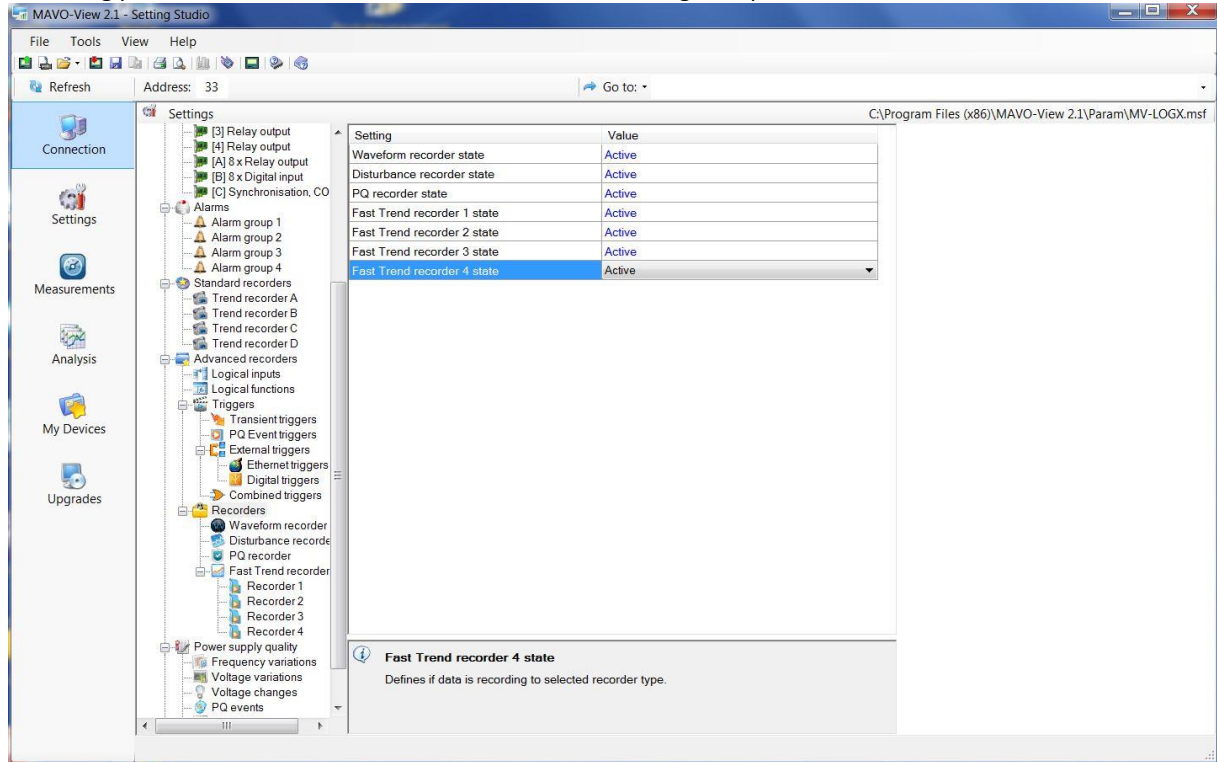 MAVO-View 2.1 - Setting Studio
File Tools View Help
Refresh Address: 33 Go to:
Settings C:\Program Files (x86)\MAVO-View 2.1\Param\MV-LOGX.msf
Connection
Settings
Measurements
Analysis
My Devices
Upgrades
[3] Relay output
[4] Relay output
[A] 8 x Relay output
[B] 8 x Digital input
[C] Synchronisation, CO
Alarms
Alarm group 1
Alarm group 2
Alarm group 3
Alarm group 4
Standard recorders
Trend recorder A
Trend recorder B
Trend recorder C
Trend recorder D
Advanced recorders
Logical inputs
Logical functions
Triggers
Transient triggers
PQ Event triggers
External triggers
Ethernet triggers
Digital triggers
Combined triggers
Recorders
Waveform recorder
Disturbance recorde
PQ recorder
Fast Trend recorder
Recorder 1
Recorder 2
Recorder 3
Recorder 4
Power supply quality
Frequency variations
Voltage variations
Voltage changes
PQ events
Setting Value
Waveform recorder state Active
Disturbance recorder state Active
PQ recorder state Active
Fast Trend recorder 1 state Active
Fast Trend recorder 2 state Active
Fast Trend recorder 3 state Active
Fast Trend recorder 4 state Active
Fast Trend recorder 4 state
Defines if data is recording to selected recorder type.